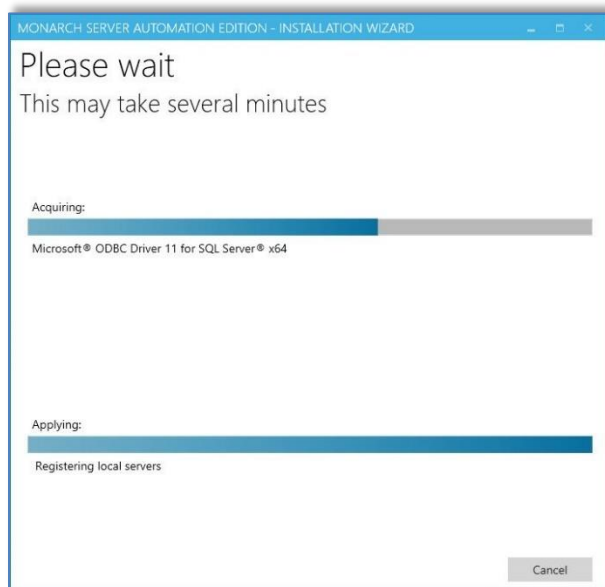 MONARCH SERVER AUTOMATION EDITION - INSTALLATION WIZARD
Please wait
This may take several minutes
Acquiring:
Microsoft® ODBC Driver 11 for SQL Server® x64
Applying:
Registering local servers
Cancel